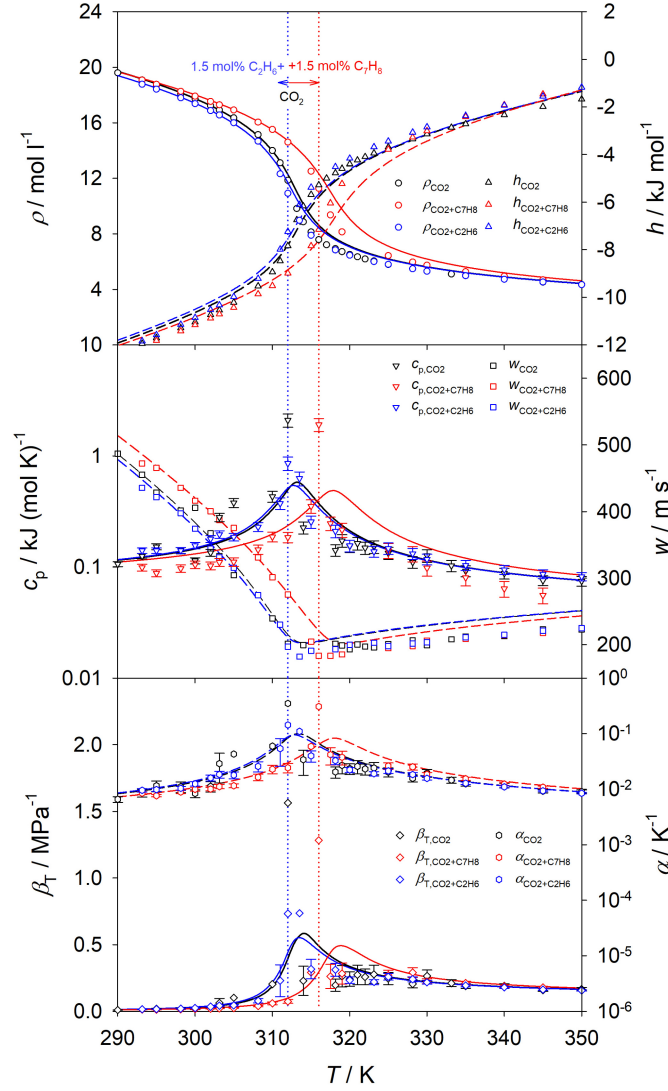 24
20
16
12
8
4
10
ρ / mol l⁻¹
2
0
-2
-4
-6
-8
-10
-12
h / kJ mol⁻¹
1.5 mol% C₂H₆+ +1.5 mol% C₇H₈
CO₂
ρCO2
ρCO2+C7H8
ρCO2+C2H6
hCO2
hCO2+C7H8
hCO2+C2H6
1
0.1
0.01
cp / kJ (mol K)⁻¹
600
500
400
300
200
w / m s⁻¹
cp,CO2
cp,CO2+C7H8
cp,CO2+C2H6
wCO2
wCO2+C7H8
wCO2+C2H6
2.0
1.5
1.0
0.5
0.0
βT / MPa⁻¹
10⁰
10⁻¹
10⁻²
10⁻³
10⁻⁴
10⁻⁵
10⁻⁶
α / K⁻¹
βT,CO2
βT,CO2+C7H8
βT,CO2+C2H6
αCO2
αCO2+C7H8
αCO2+C2H6
290 300 310 320 330 340 350
T / K